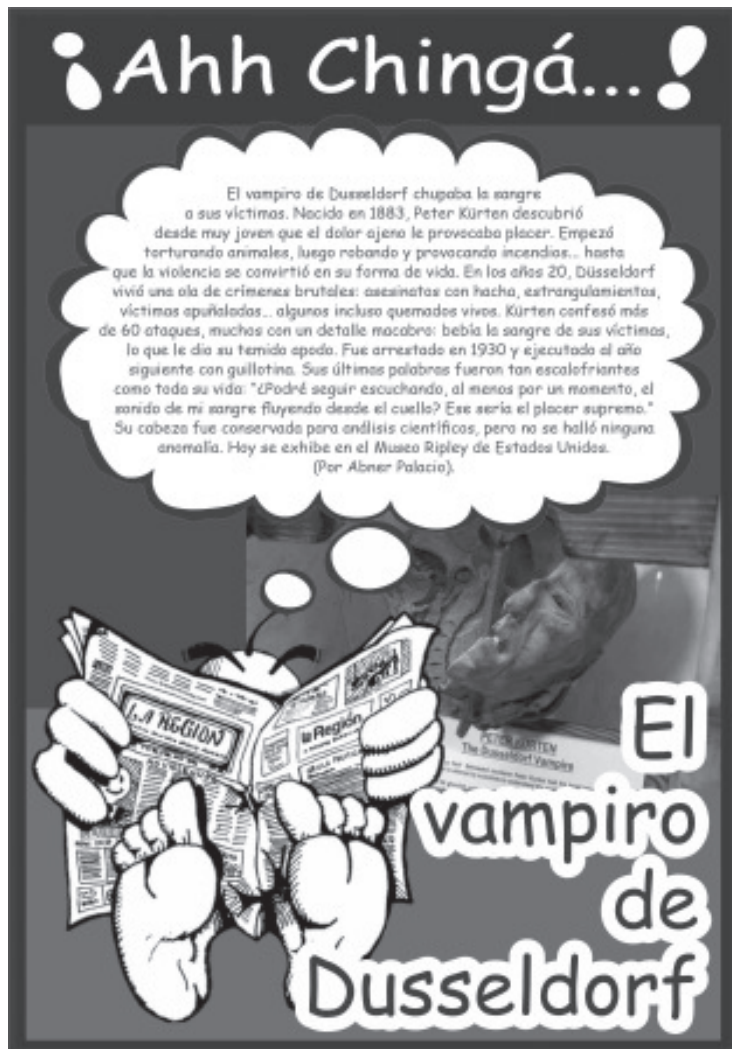 ¡Ahh Chingá...!
El vampiro de Dusseldorf chupaba la sangre
a sus víctimas. Nacido en 1883, Peter Kürten descubrió
desde muy joven que el dolor ajeno le provocaba placer. Empezó
torturando animales, luego robando y provocando incendios... hasta
que la violencia se convirtió en su forma de vida. En los años 20, Düsseldorf
vivió una ola de crímenes brutales: asesinatos con hacha, estrangulamientos,
víctimas apuñaladas... algunos incluso quemados vivos. Kürten confesó más
de 60 ataques, muchos con un detalle macabro: bebía la sangre de sus víctimas,
lo que le dio su temido apodo. Fue arrestado en 1930 y ejecutado al año
siguiente con guillotina. Sus últimas palabras fueron tan escalofriantes
como toda su vida: "¿Podré seguir escuchando, al menos por un momento, el
sonido de mi sangre fluyendo desde el cuello? Ese sería el placer supremo."
Su cabeza fue conservada para análisis científicos, pero no se halló ninguna
anomalía. Hoy se exhibe en el Museo Ripley de Estados Unidos.
(Por Abner Palacio).
LA REGION
la Región
PETER KURTEN
The Dusseldorf Vampire
El
vampiro
de
Dusseldorf